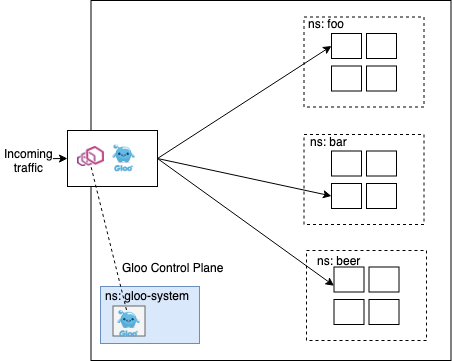 ns: foo
ns: bar
Incoming
traffic
Gloo
ns: beer
Gloo Control Plane
ns: gloo-system
Gloo